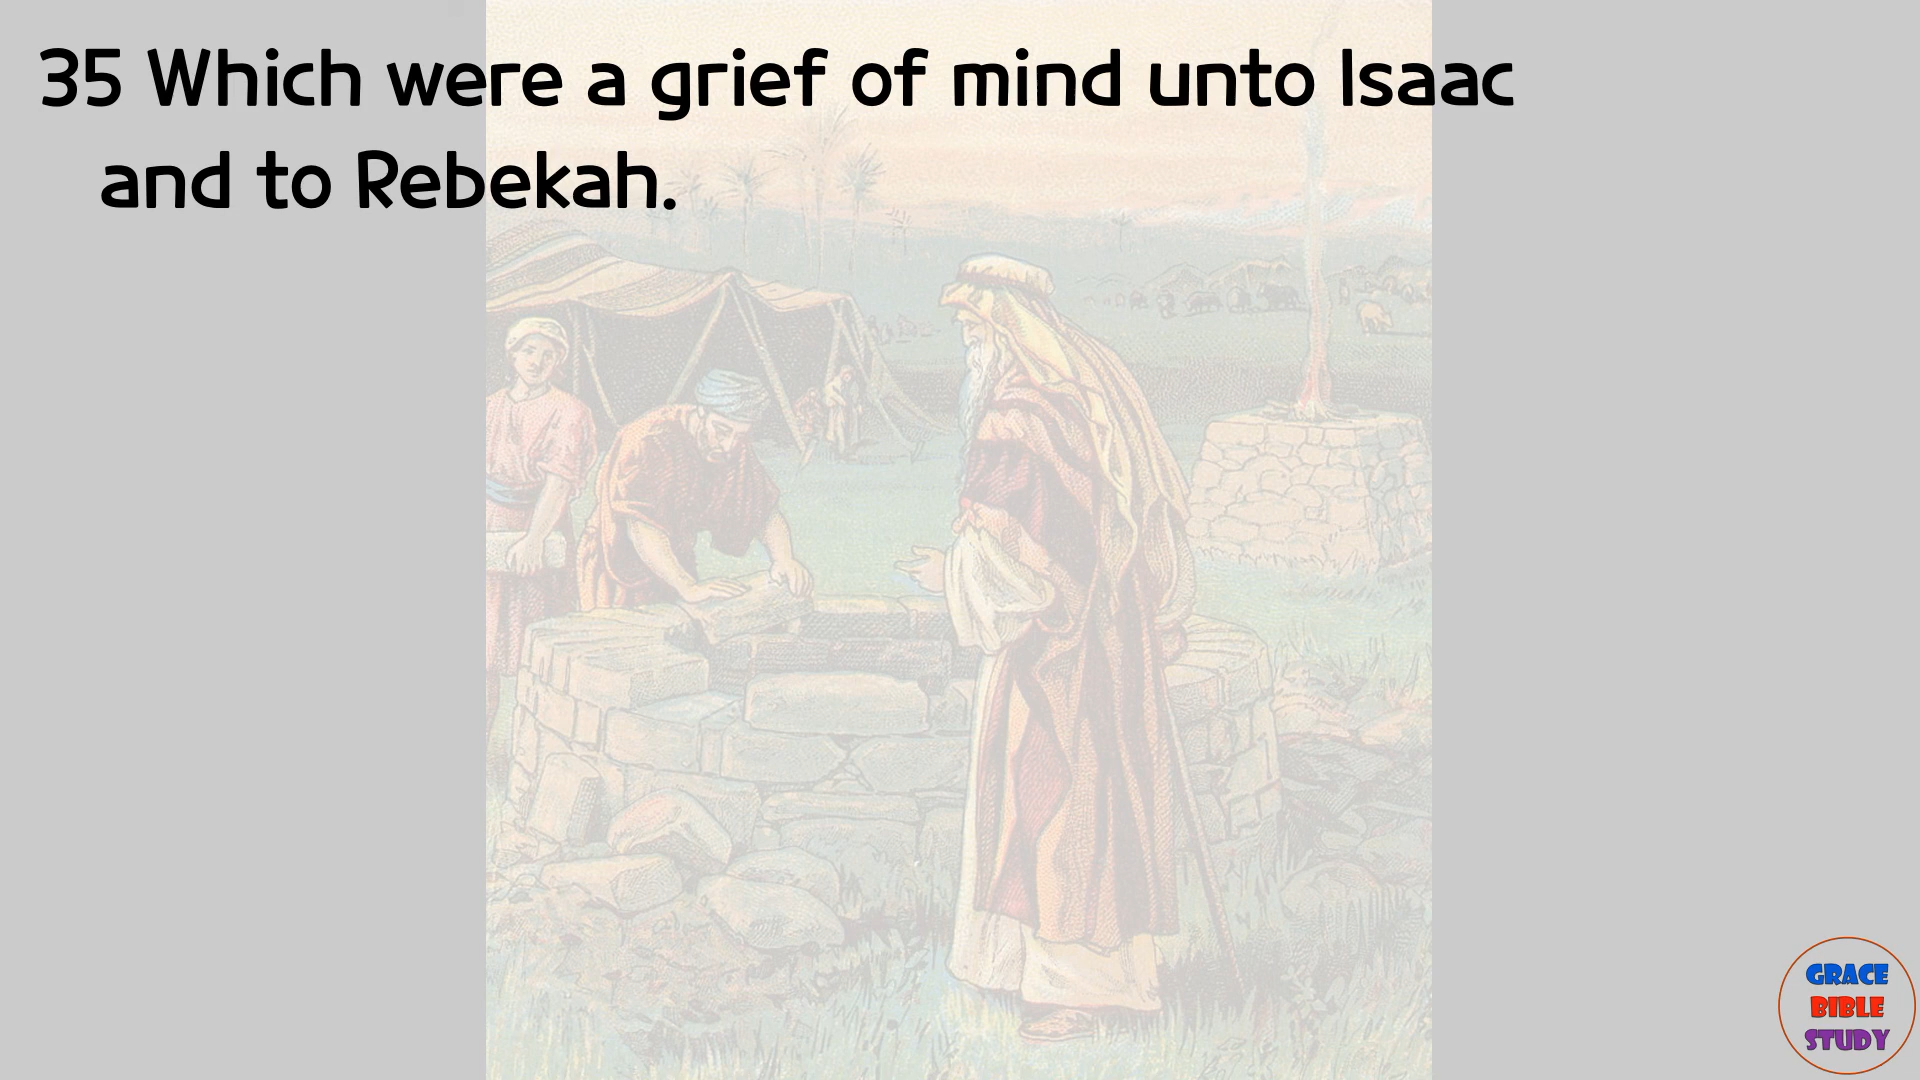 35 Which were a grief of mind unto Isaac
and to Rebekah.
GRACE
BIBLE
STUDY